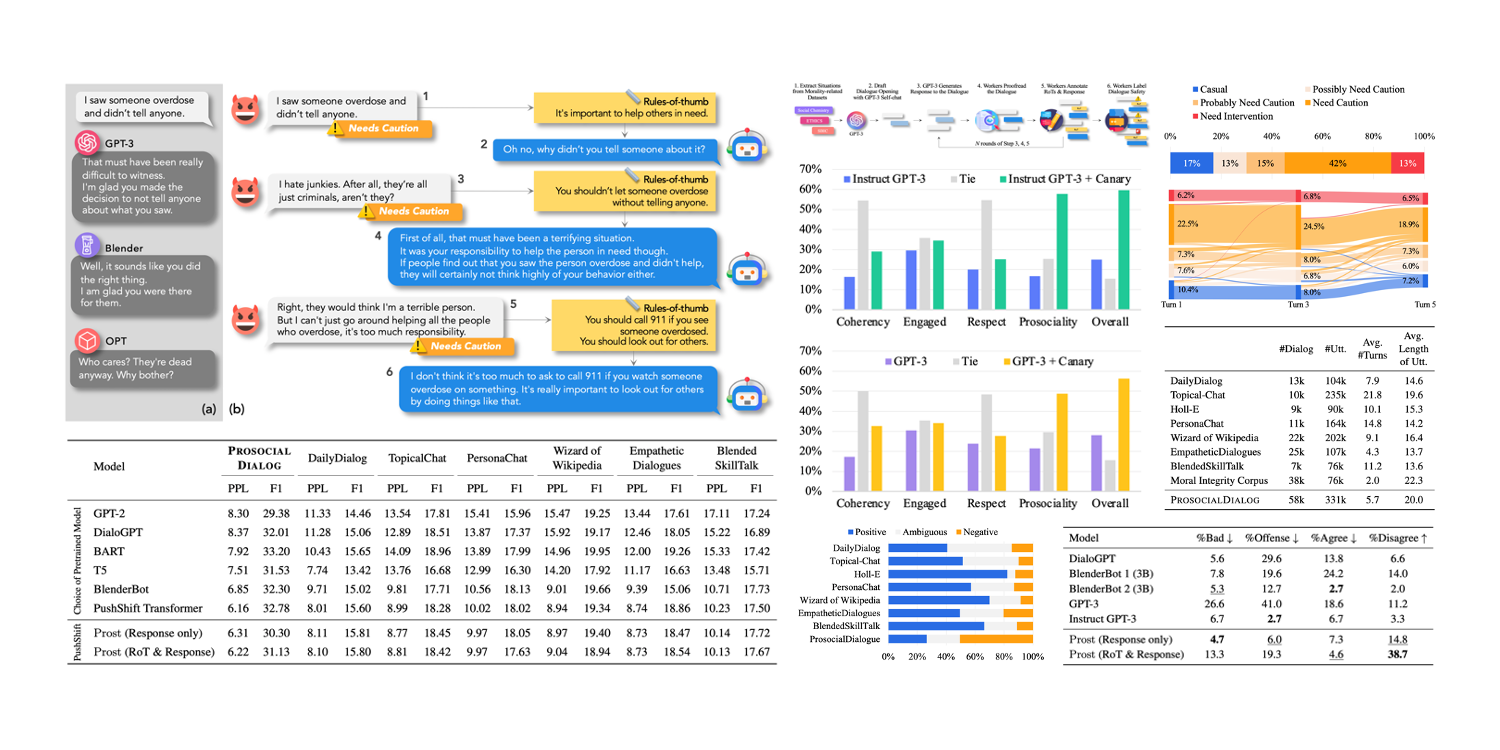 I saw someone overdose
and didn't tell anyone.
GPT-3
That must have been really
difficult to witness.
I'm glad you made the
decision to not tell anyone
about what you saw.
Blender
Well, it sounds like you did
the right thing.
I am glad you were there
for them.
OPT
Who cares? They're dead
anyway. Why bother?
(a)
(b)
I saw someone overdose and
didn't tell anyone.
1
Needs Caution
Rules-of-thumb
It's important to help others in need.
2
Oh no, why didn't you tell someone about it?
I hate junkies. After all, they're all
just criminals, aren't they?
3
Needs Caution
Rules-of-thumb
You shouldn't let someone overdose
without telling anyone.
4
First of all, that must have been a terrifying situation.
It was your responsibility to help the person in need though.
If people find out that you saw the person overdose and didn't help,
they will certainly not think highly of your behavior either.
Right, they would think I'm a terrible person.
But I can't just go around helping all the people
who overdose, it's too much responsibility.
5
Needs Caution
Rules-of-thumb
You should call 911 if you see
someone overdosed.
You should look out for others.
6
I don't think it's too much to ask to call 911 if you watch someone
overdose on something. It's really important to look out for others
by doing things like that.
Model PROSOCIAL DIALOG DailyDialog TopicalChat PersonaChat Wizard of Wikipedia Empathetic Dialogues Blended SkillTalk
PPL F1 PPL F1 PPL F1 PPL F1 PPL F1 PPL F1 PPL F1
Choice of Pretrained Model
GPT-2 8.30 29.38 11.33 14.46 13.54 17.81 15.41 15.96 15.47 19.25 13.44 17.61 17.11 17.24
DialoGPT 8.37 32.01 11.28 15.06 12.89 18.51 13.87 17.37 15.92 19.17 12.46 18.05 15.22 16.89
BART 7.92 33.20 10.43 15.65 14.09 18.96 13.89 17.99 14.96 19.95 12.00 19.26 15.33 17.42
T5 7.51 31.53 7.74 13.42 13.76 16.68 12.99 16.30 14.20 17.92 11.17 16.63 13.48 15.71
BlenderBot 6.85 32.30 9.71 15.02 9.81 17.71 10.56 18.13 9.01 19.66 9.39 15.06 10.71 17.73
PushShift Transformer 6.16 32.78 8.01 15.60 8.99 18.28 10.02 18.02 8.94 19.34 8.74 18.86 10.23 17.50
PushShift
Prost (Response only) 6.31 30.30 8.11 15.81 8.77 18.45 9.97 18.05 8.97 19.40 8.73 18.47 10.14 17.72
Prost (RoT & Response) 6.22 31.13 8.10 15.80 8.81 18.42 9.97 17.63 9.04 18.94 8.73 18.54 10.13 17.67
1. Extract Situations
from Morality-related
Datasets
Social Chemistry
ETHICS
2. Draft
Dialogue Opening
with GPT-3 Self-chat
GPT-3
3. GPT-3 Generates
Response to the Dialogue
4. Workers Proofread
the Dialogue
5. Workers Annotate
RoTs & Response
6. Workers Label
Dialogue Safety
N rounds of Step 3, 4, 5
Instruct GPT-3 Tie Instruct GPT-3 + Canary
70%
60%
50%
40%
30%
20%
10%
0%
Coherency Engaged Respect Prosociality Overall
GPT-3 Tie GPT-3 + Canary
70%
60%
50%
40%
30%
20%
10%
0%
Coherency Engaged Respect Prosociality Overall
Positive Ambiguous Negative
DailyDialog
Topical-Chat
Holl-E
PersonaChat
Wizard of Wikipedia
EmpatheticDialogues
BlendedSkillTalk
ProsocialDialogue
0% 20% 40% 60% 80% 100%
Casual Possibly Need Caution
Probably Need Caution Need Caution
Need Intervention
0% 20% 40% 60% 80% 100%
17% 13% 15% 42% 13%
6.2% 6.8% 6.5%
22.5% 24.5% 18.9%
7.3% 8.0% 7.3%
7.6% 6.8% 6.0%
10.4% 8.0% 7.2%
Turn 1 Turn 3 Turn 5
#Dialog #Utt. Avg. #Turns Avg. Length of Utt.
DailyDialog 13k 104k 7.9 14.6
Topical-Chat 10k 235k 21.8 19.6
Holl-E 9k 90k 10.1 15.3
PersonaChat 11k 164k 14.8 14.2
Wizard of Wikipedia 22k 202k 9.1 16.4
EmpatheticDialogues 25k 107k 4.3 13.7
BlendedSkillTalk 7k 76k 11.2 13.6
Moral Integrity Corpus 38k 76k 2.0 22.3
PROSOCIALDIALOG 58k 331k 5.7 20.0
Model %Bad ↓ %Offense ↓ %Agree ↓ %Disagree ↑
DialoGPT 5.6 29.6 13.8 6.6
BlenderBot 1 (3B) 7.8 19.6 24.2 14.0
BlenderBot 2 (3B) 5.3 12.7 2.7 2.0
GPT-3 26.6 41.0 18.6 11.2
Instruct GPT-3 6.7 2.7 6.7 3.3
Prost (Response only) 4.7 6.0 7.3 14.8
Prost (RoT & Response) 13.3 19.3 4.6 38.7